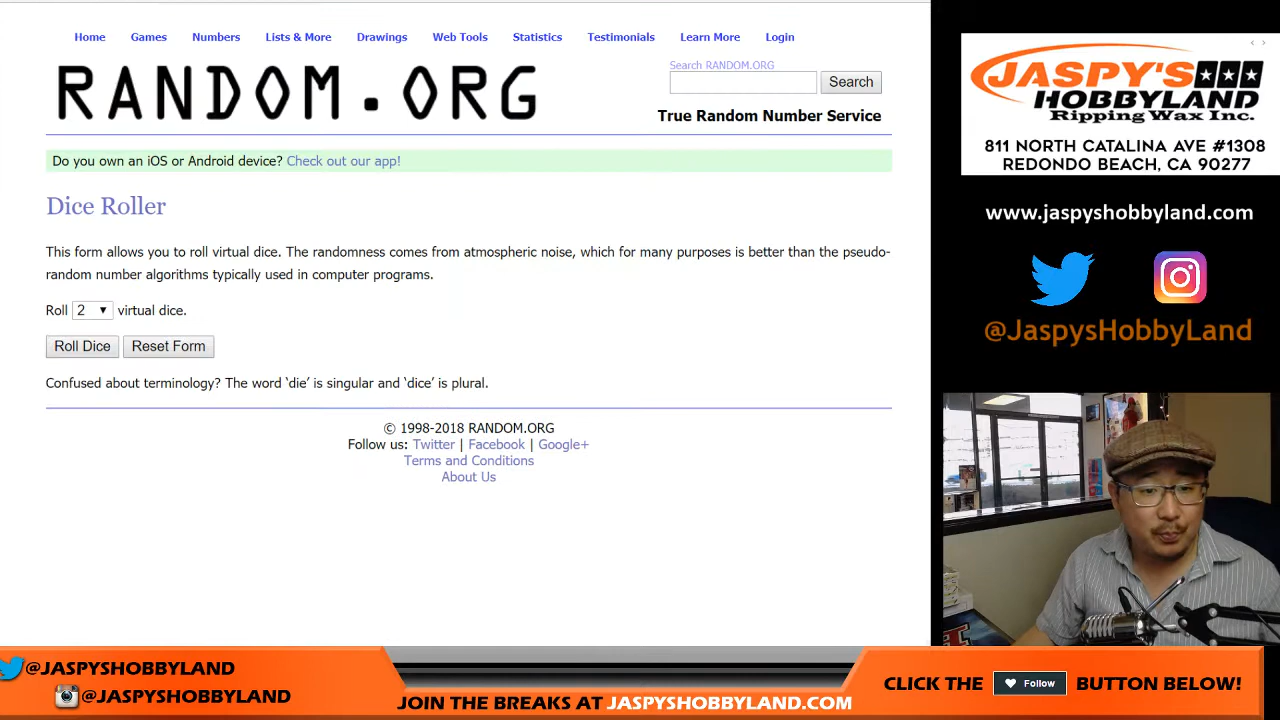 Home Games Numbers Lists & More Drawings Web Tools Statistics Testimonials Learn More Login
RANDOM.ORG
Search RANDOM.ORG
Search
True Random Number Service
Do you own an iOS or Android device? Check out our app!
Dice Roller
This form allows you to roll virtual dice. The randomness comes from atmospheric noise, which for many purposes is better than the pseudo-
random number algorithms typically used in computer programs.
Roll 2 virtual dice.
Roll Dice Reset Form
Confused about terminology? The word ‘die’ is singular and ‘dice’ is plural.
© 1998-2018 RANDOM.ORG
Follow us: Twitter | Facebook | Google+
Terms and Conditions
About Us
JASPY'S
HOBBYLAND
Ripping Wax Inc.
811 NORTH CATALINA AVE #1308
REDONDO BEACH, CA 90277
www.jaspyshobbyland.com
@JaspysHobbyLand
@JASPYSHOBBYLAND
@JASPYSHOBBYLAND
JOIN THE BREAKS AT JASPYSHOBBYLAND.COM
CLICK THE Follow BUTTON BELOW!